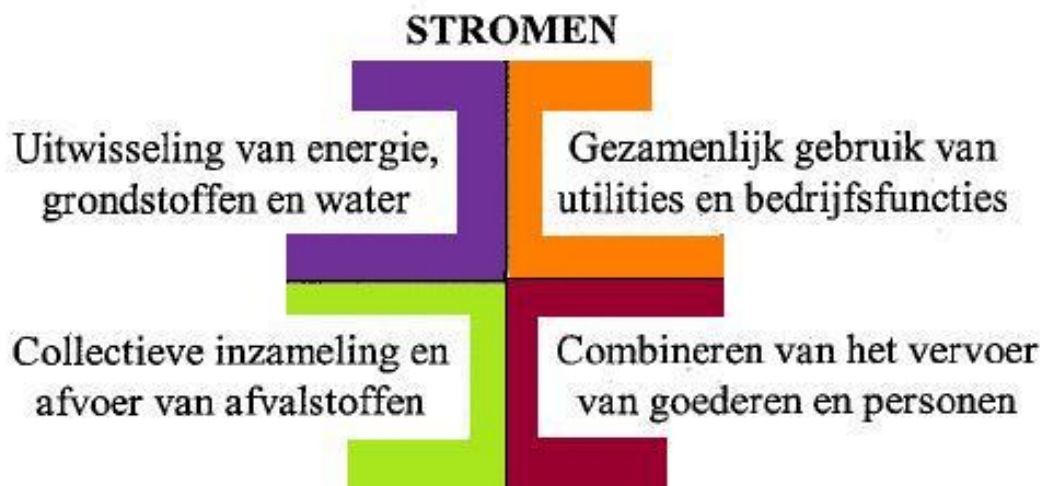 STROMEN
Uitwisseling van energie,
grondstoffen en water
Gezamenlijk gebruik van
utilities en bedrijfsfuncties
Collectieve inzameling en
afvoer van afvalstoffen
Combineren van het vervoer
van goederen en personen